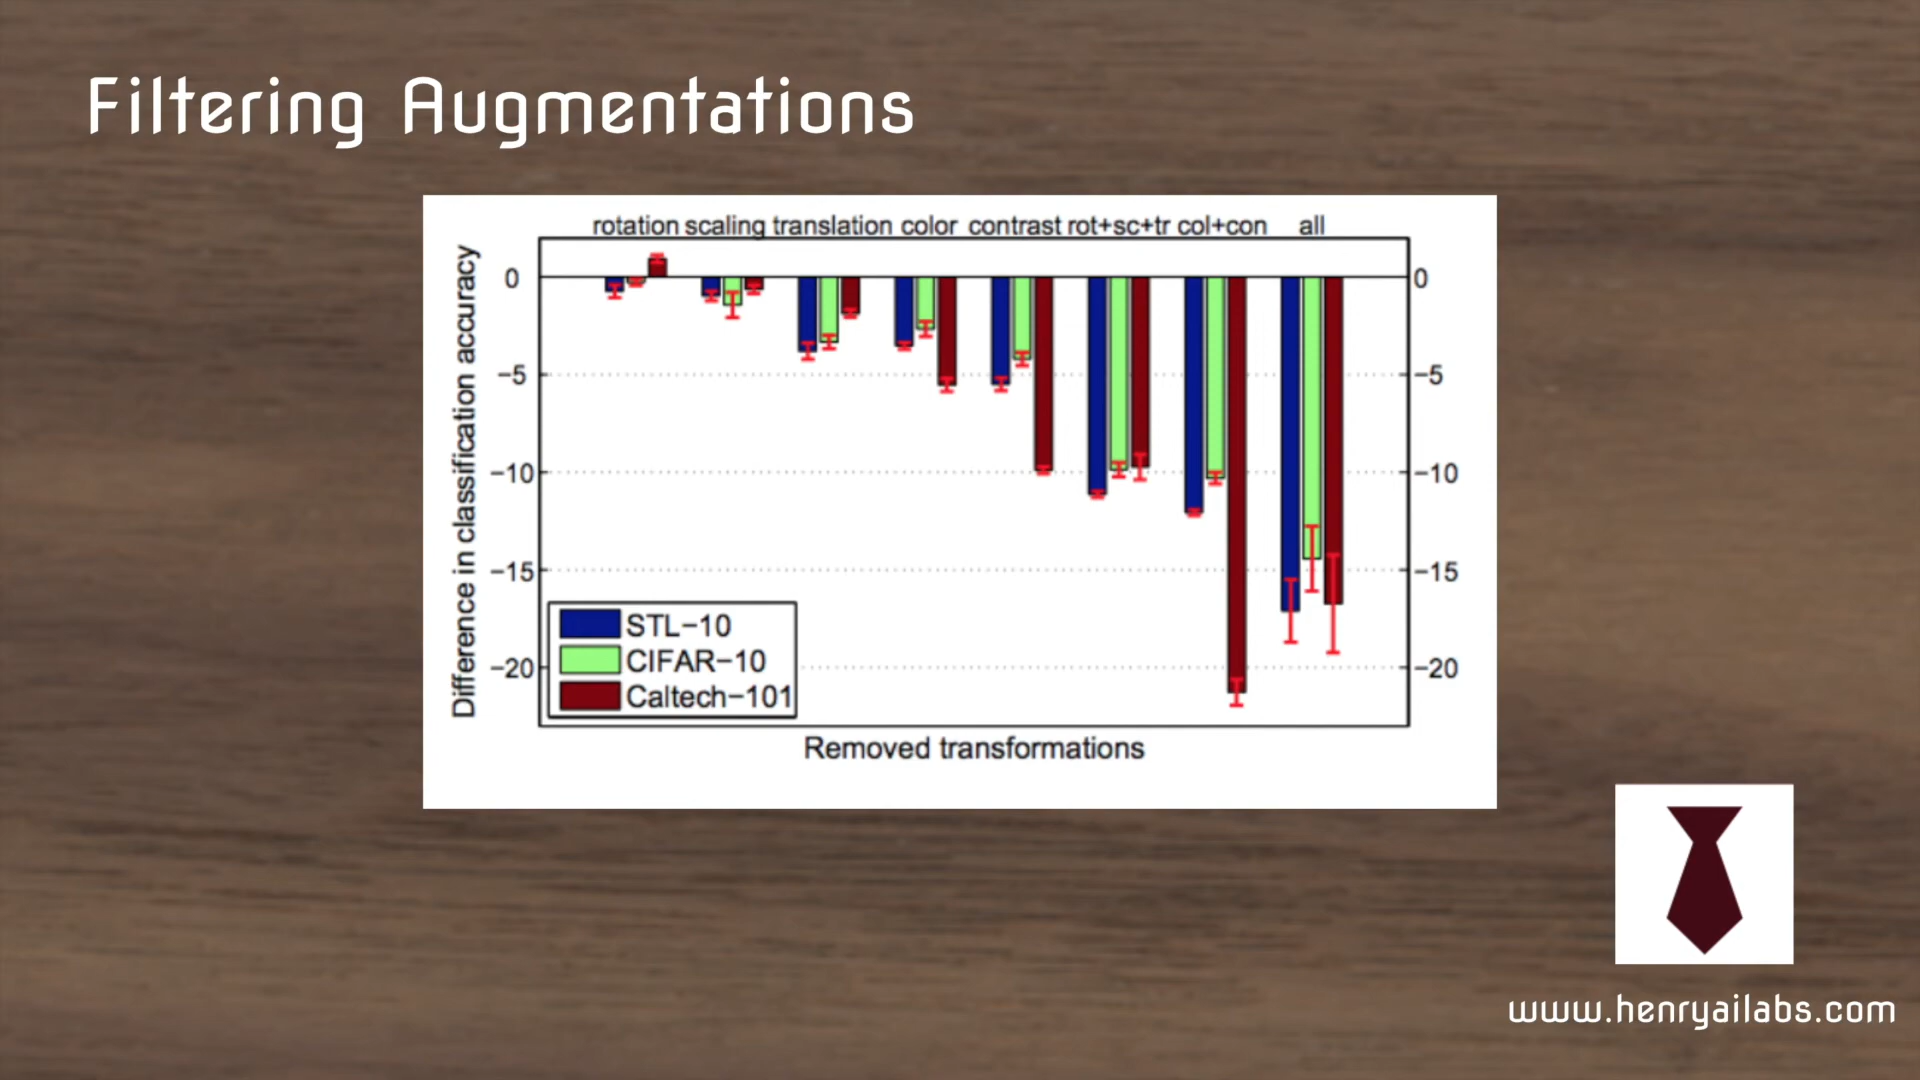 Filtering Augmentations
rotation scaling translation color contrast rot+sc+tr col+con all
0 0
−5 −5
−10 −10
−15 −15
−20 −20
Difference in classification accuracy
STL−10
CIFAR−10
Caltech−101
Removed transformations
www.henryailabs.com